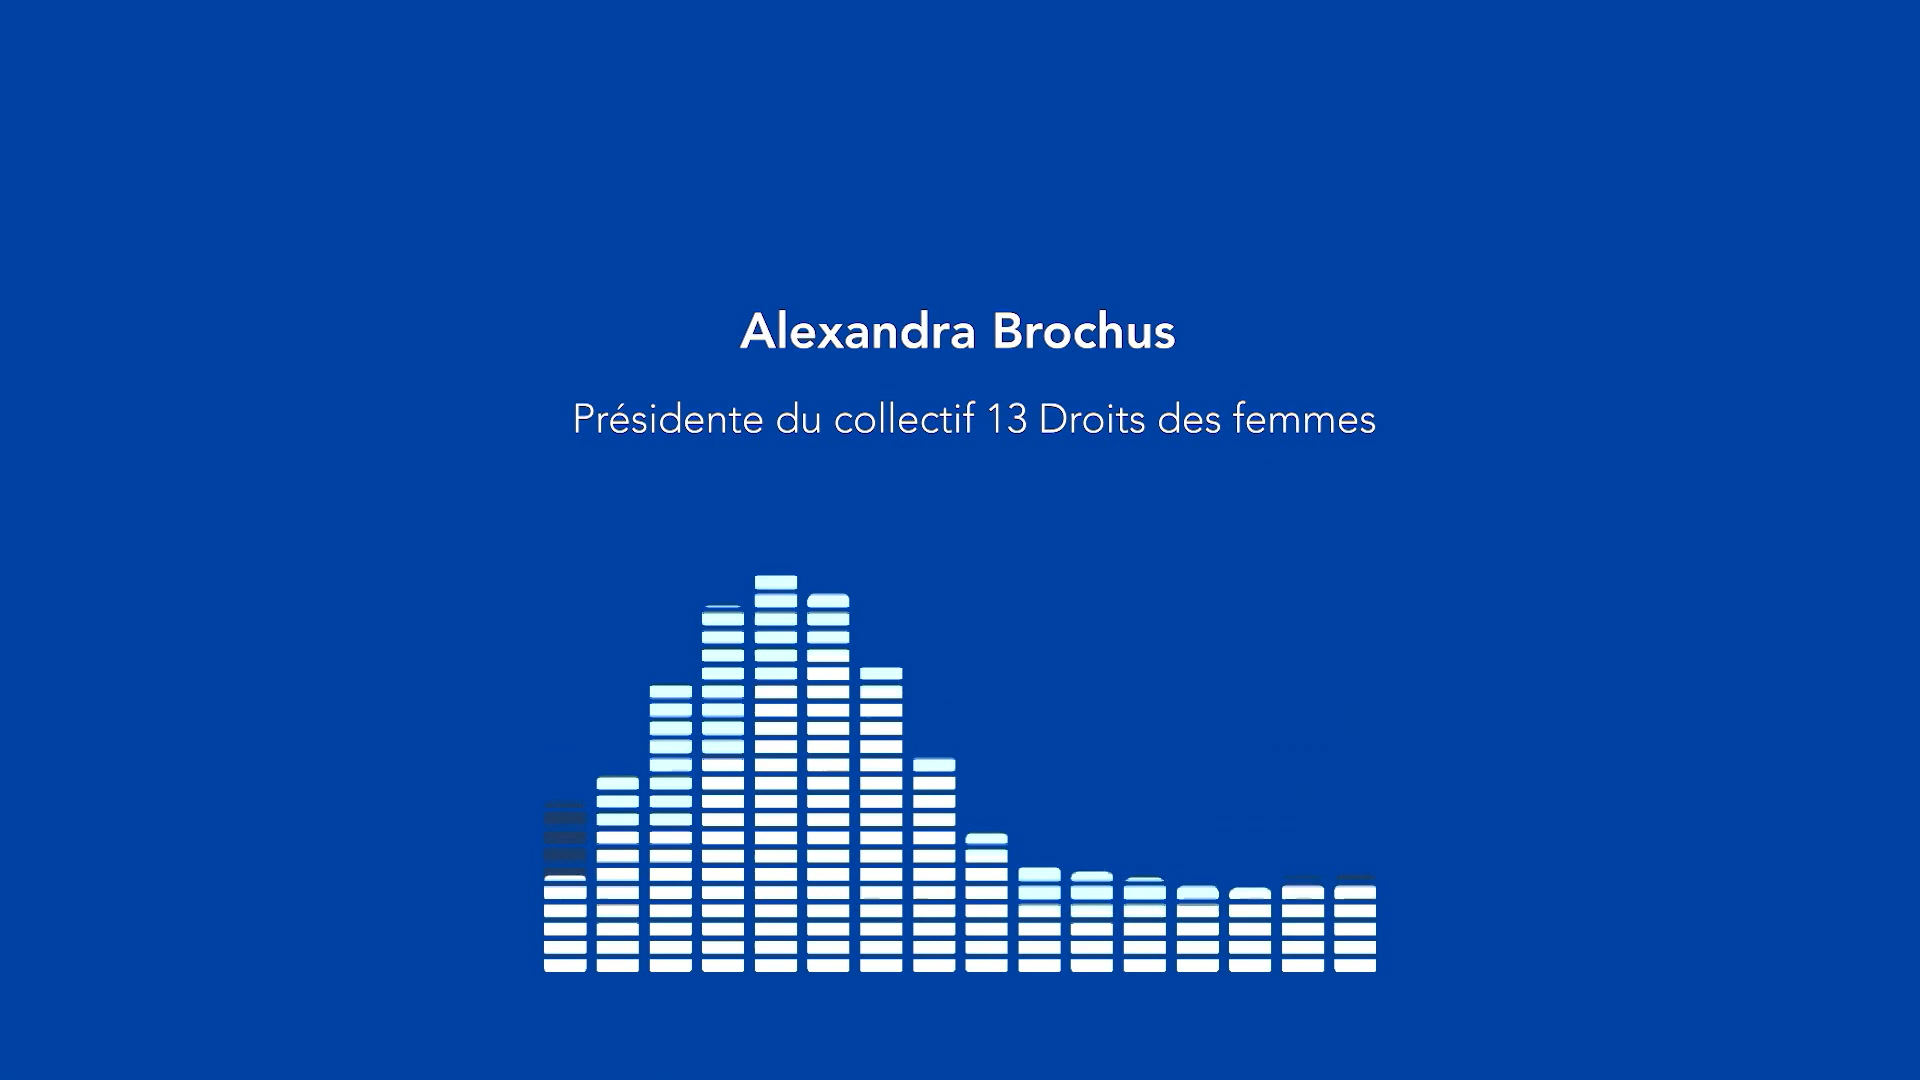 Alexandra Brochus
Présidente du collectif 13 Droits des femmes